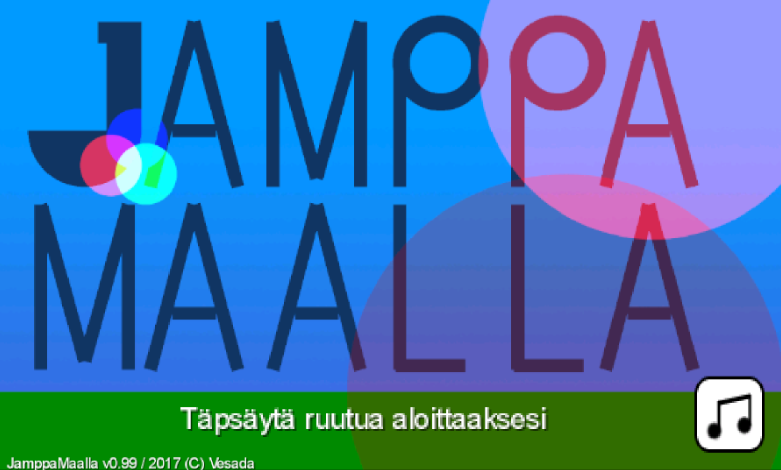 JAMPPA
MAALLA
Täpsäytä ruutua aloittaaksesi
JamppaMaalla v0.99 / 2017 (C) Vesada